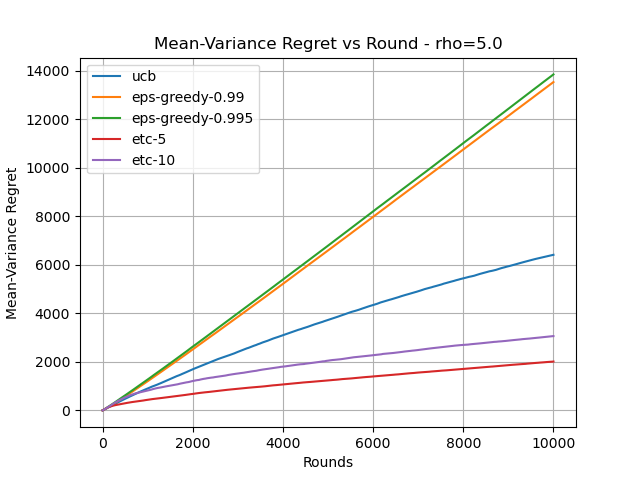 Mean-Variance Regret vs Round - rho=5.0
ucb
eps-greedy-0.99
eps-greedy-0.995
etc-5
etc-10
Mean-Variance Regret
14000
12000
10000
8000
6000
4000
2000
0
0 2000 4000 6000 8000 10000
Rounds